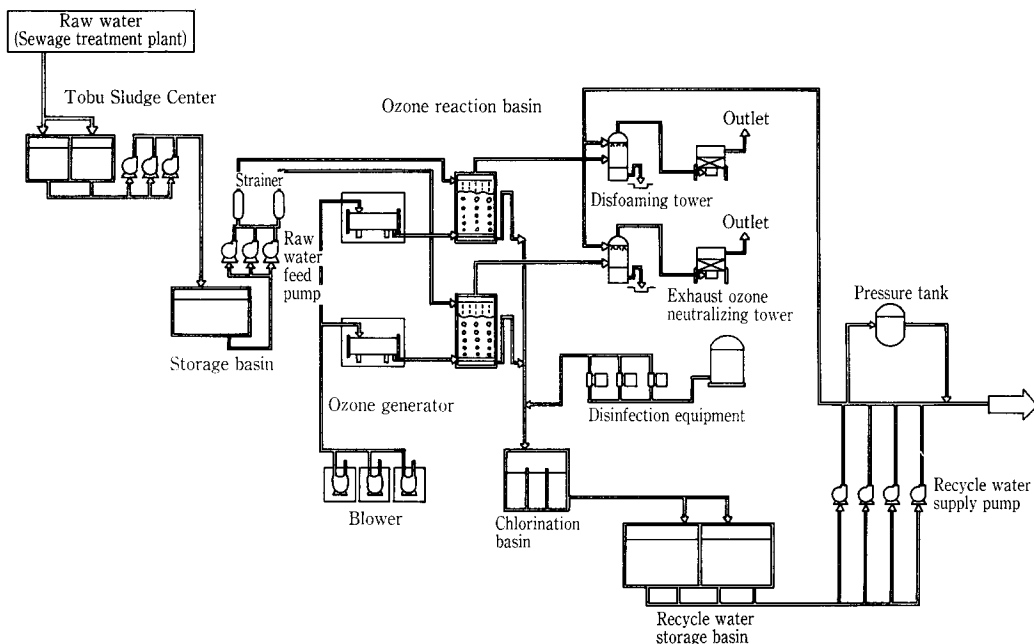 Raw water
(Sewage treatment plant)
Tobu Sludge Center
Ozone reaction basin
Outlet
Strainer
Disfoaming tower
Outlet
Raw
water
feed
pump
Exhaust ozone
neutralizing tower
Pressure tank
Storage basin
Ozone generator
Disinfection equipment
Blower
Chlorination
basin
Recycle water
supply pump
Recycle water
storage basin